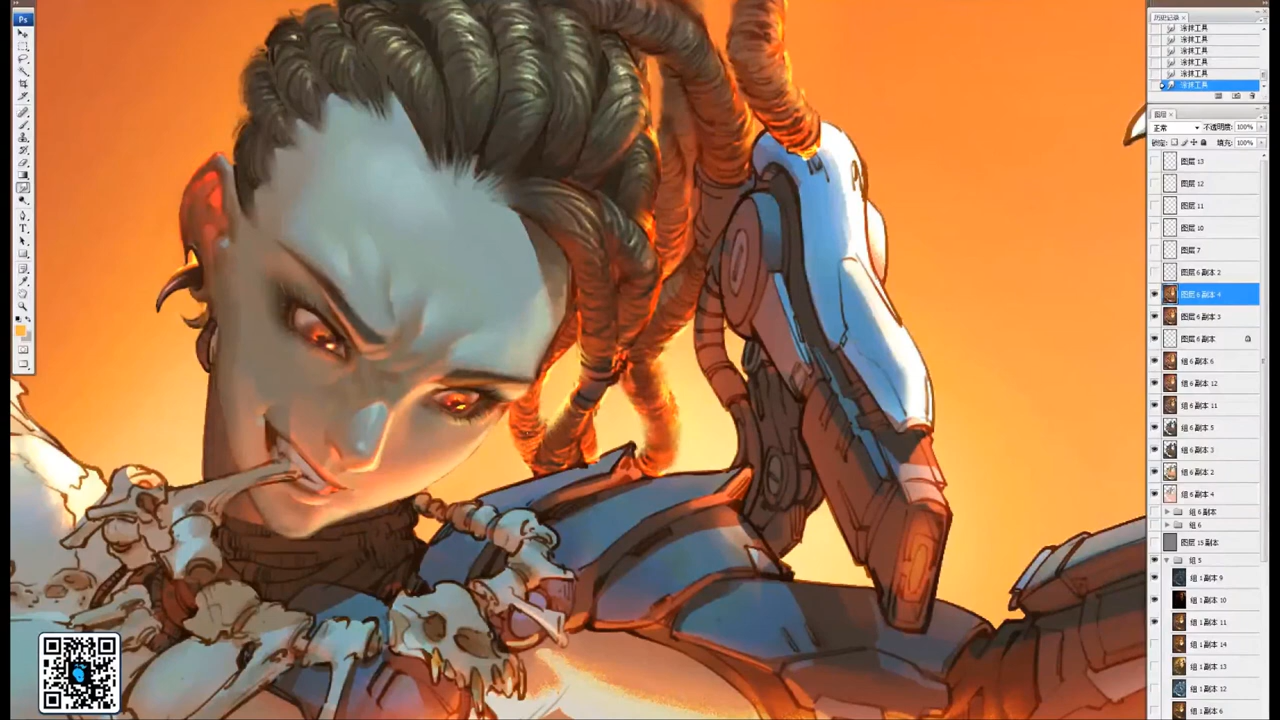 Ps
历史记录
涂抹工具
涂抹工具
涂抹工具
涂抹工具
涂抹工具
涂抹工具
图层
正常 不透明度: 100%
锁定: 填充: 100%
图层 13
图层 12
图层 11
图层 10
图层 7
图层 6 副本 2
图层 6 副本 4
图层 6 副本 3
图层 6 副本
组 6 副本 6
组 6 副本 12
组 6 副本 11
组 6 副本 5
组 6 副本 3
组 6 副本 2
组 6 副本 4
组 6 副本
组 6
图层 15 副本
组 5
组 1 副本 9
组 1 副本 10
组 1 副本 11
组 1 副本 14
组 1 副本 13
组 1 副本 12
组 1 副本 6